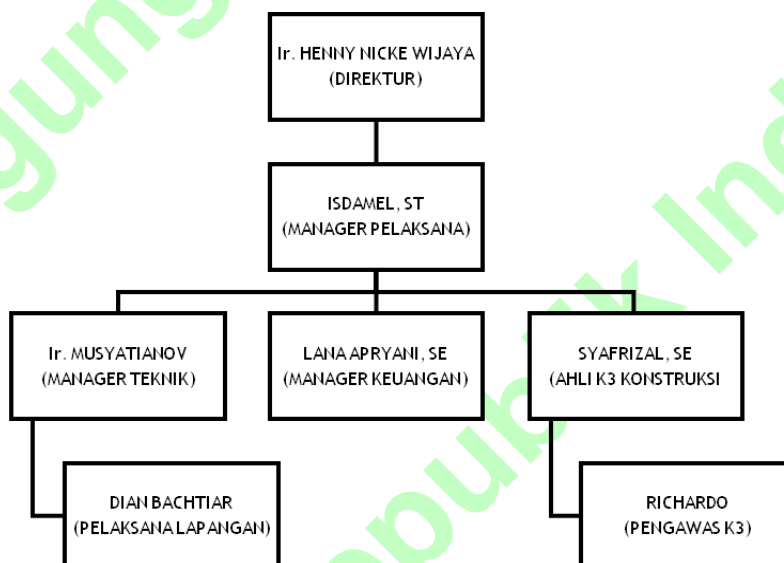 Ir. HENNY NICKE WIJAYA
(DIREKTUR)
ISDAMEL, ST
(MANAGER PELAKSANA)
Ir. MUSYATIANOV
(MANAGER TEKNIK)
LANA APRYANI, SE
(MANAGER KEUANGAN)
SYAFRIZAL, SE
(AHLI K3 KONSTRUKSI
DIAN BACHTIAR
(PELAKSANA LAPANGAN)
RICHARDO
(PENGAWAS K3)